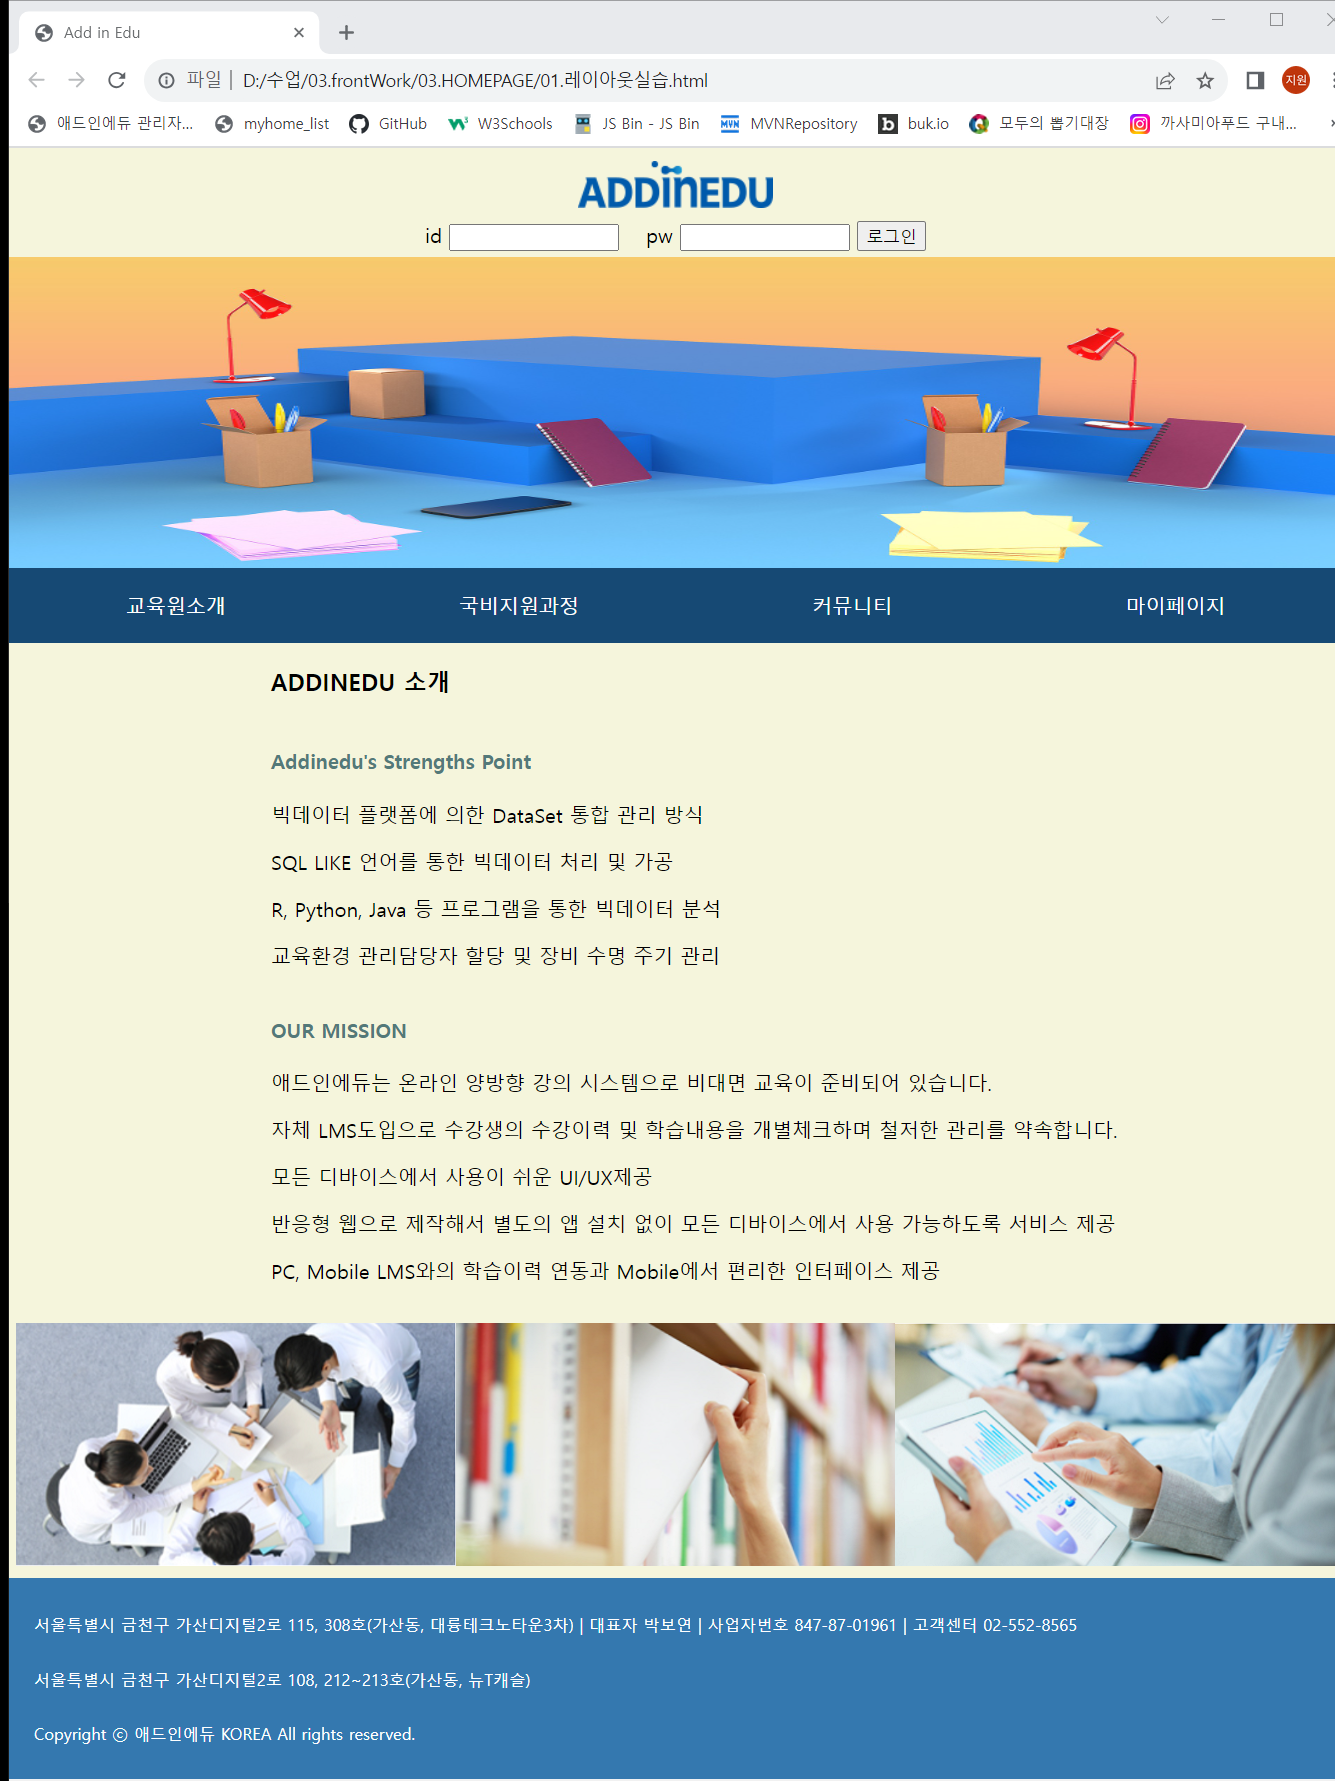 Add in Edu
파일 | D:/수업/03.frontWork/03.HOMEPAGE/01.레이아웃실습.html
지원
애드인에듀 관리자... myhome_list GitHub W3Schools JS Bin - JS Bin MVNRepository buk.io 모두의 뽑기대장 까사미아푸드 구내...
ADDINEDU
id pw 로그인
교육원소개 국비지원과정 커뮤니티 마이페이지
ADDINEDU 소개
Addinedu's Strengths Point
빅데이터 플랫폼에 의한 DataSet 통합 관리 방식
SQL LIKE 언어를 통한 빅데이터 처리 및 가공
R, Python, Java 등 프로그램을 통한 빅데이터 분석
교육환경 관리담당자 할당 및 장비 수명 주기 관리
OUR MISSION
애드인에듀는 온라인 양방향 강의 시스템으로 비대면 교육이 준비되어 있습니다.
자체 LMS도입으로 수강생의 수강이력 및 학습내용을 개별체크하며 철저한 관리를 약속합니다.
모든 디바이스에서 사용이 쉬운 UI/UX제공
반응형 웹으로 제작해서 별도의 앱 설치 없이 모든 디바이스에서 사용 가능하도록 서비스 제공
PC, Mobile LMS와의 학습이력 연동과 Mobile에서 편리한 인터페이스 제공
서울특별시 금천구 가산디지털2로 115, 308호(가산동, 대륭테크노타운3차) | 대표자 박보연 | 사업자번호 847-87-01961 | 고객센터 02-552-8565
서울특별시 금천구 가산디지털2로 108, 212~213호(가산동, 뉴T캐슬)
Copyright ⓒ 애드인에듀 KOREA All rights reserved.